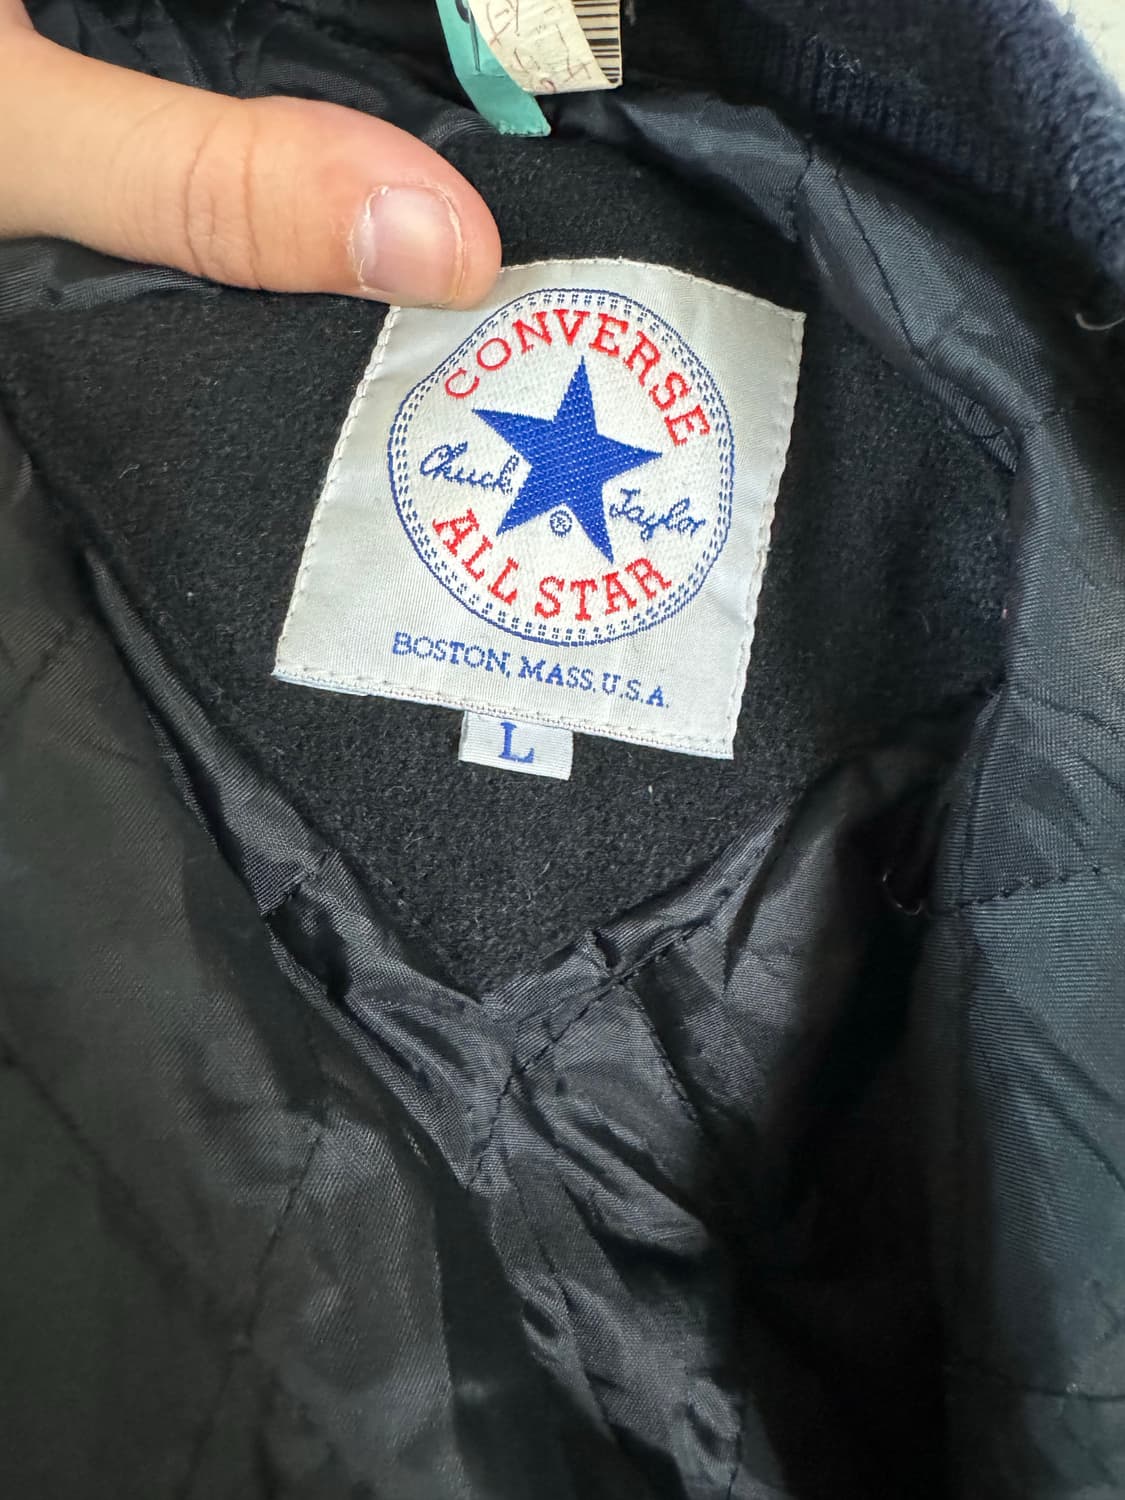 CONVERSE
Chuck Taylor
®
ALL STAR
BOSTON, MASS. U.S.A.
L